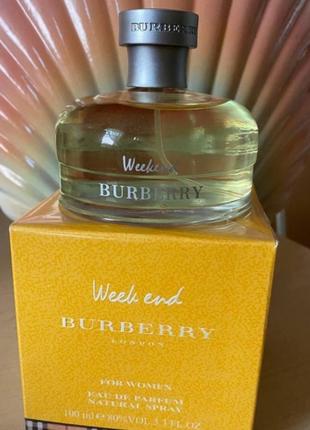 BURBERRY
Weekend
BURBERRY
Week end
BURBERRY
LONDON
FOR WOMEN
EAU DE PARFUM
NATURAL SPRAY
100 ml e 80% VOL. 3.3 FL. OZ